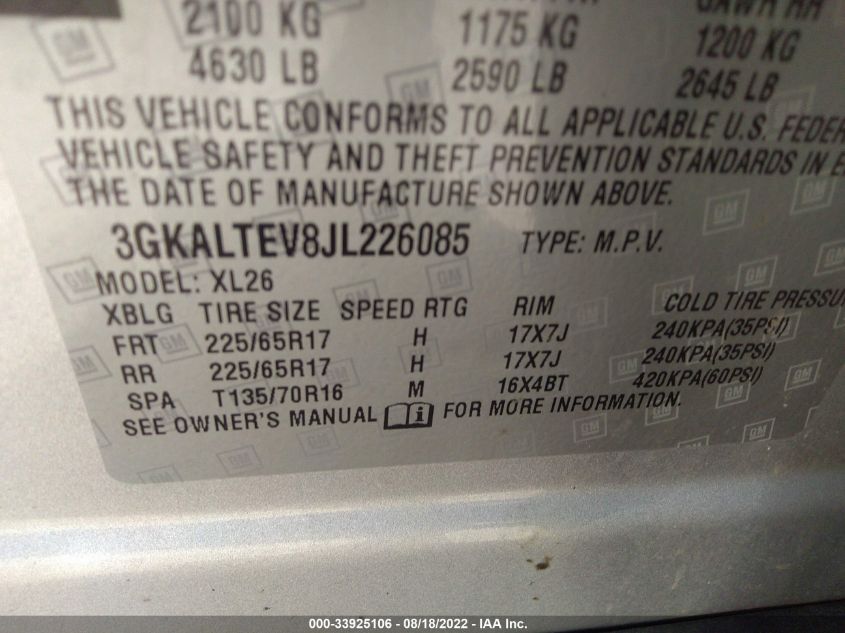 2100 KG 1175 KG 1200 KG
4630 LB 2590 LB 2645 LB
THIS VEHICLE CONFORMS TO ALL APPLICABLE U.S. FEDER
VEHICLE SAFETY AND THEFT PREVENTION STANDARDS IN E
THE DATE OF MANUFACTURE SHOWN ABOVE.
3GKALTEV8JL226085 TYPE: M.P.V.
MODEL: XL26
XBLG TIRE SIZE SPEED RTG RIM COLD TIRE PRESSU
FRT 225/65R17 H 17X7J 240KPA(35PSI)
RR 225/65R17 H 17X7J 240KPA(35PSI)
SPA T135/70R16 M 16X4BT 420KPA(60PSI)
SEE OWNER'S MANUAL i FOR MORE INFORMATION.
000-33925106 - 08/18/2022 - IAA Inc.